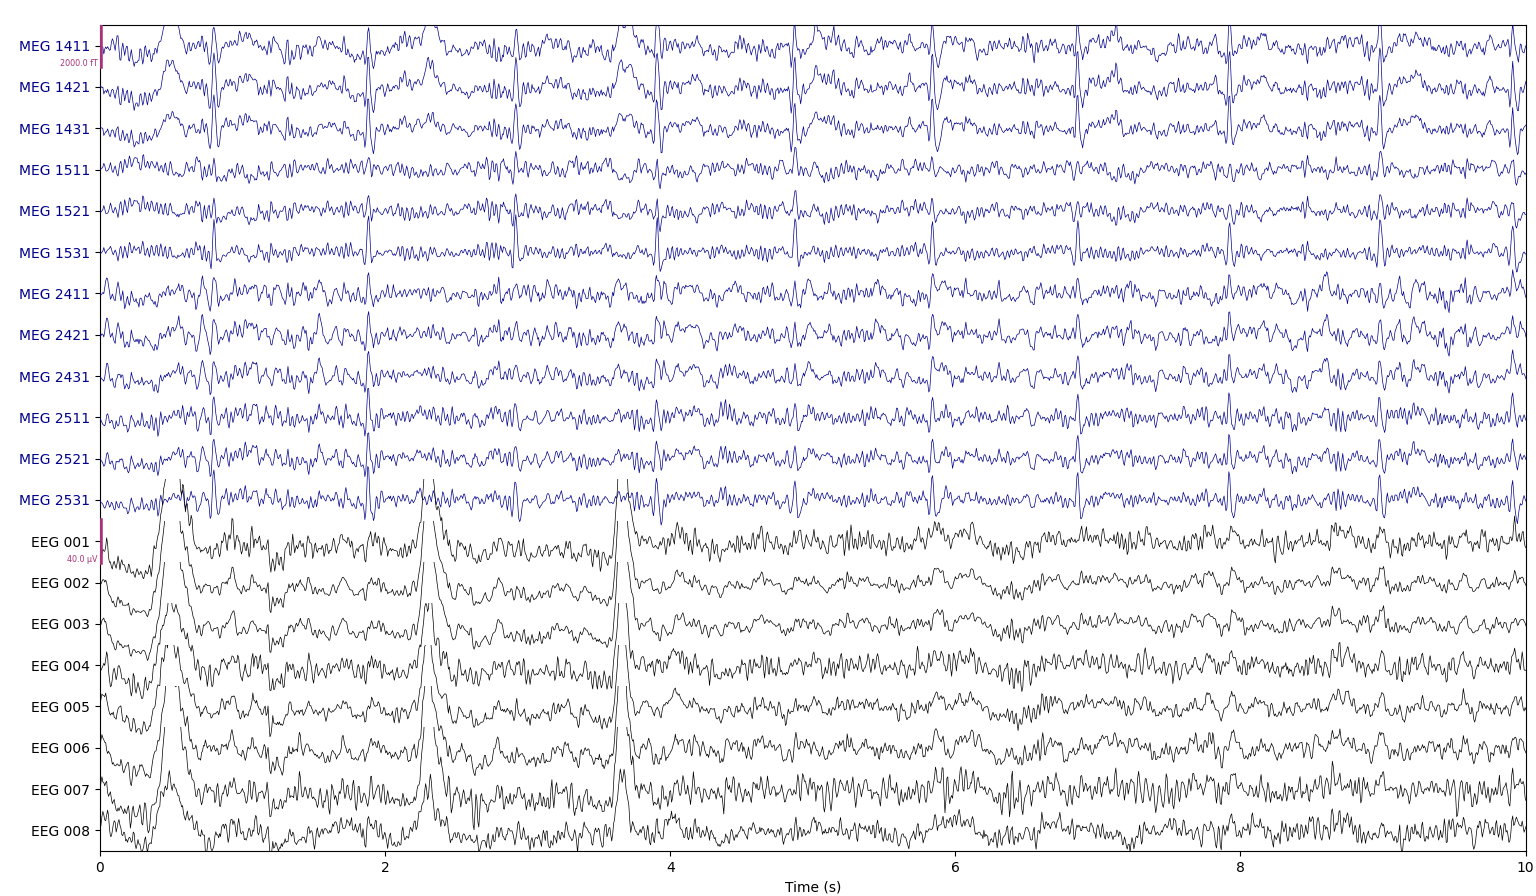 MEG 1411
2000.0 fT
MEG 1421
MEG 1431
MEG 1511
MEG 1521
MEG 1531
MEG 2411
MEG 2421
MEG 2431
MEG 2511
MEG 2521
MEG 2531
EEG 001
40.0 µV
EEG 002
EEG 003
EEG 004
EEG 005
EEG 006
EEG 007
EEG 008
0 2 4 6 8 10
Time (s)